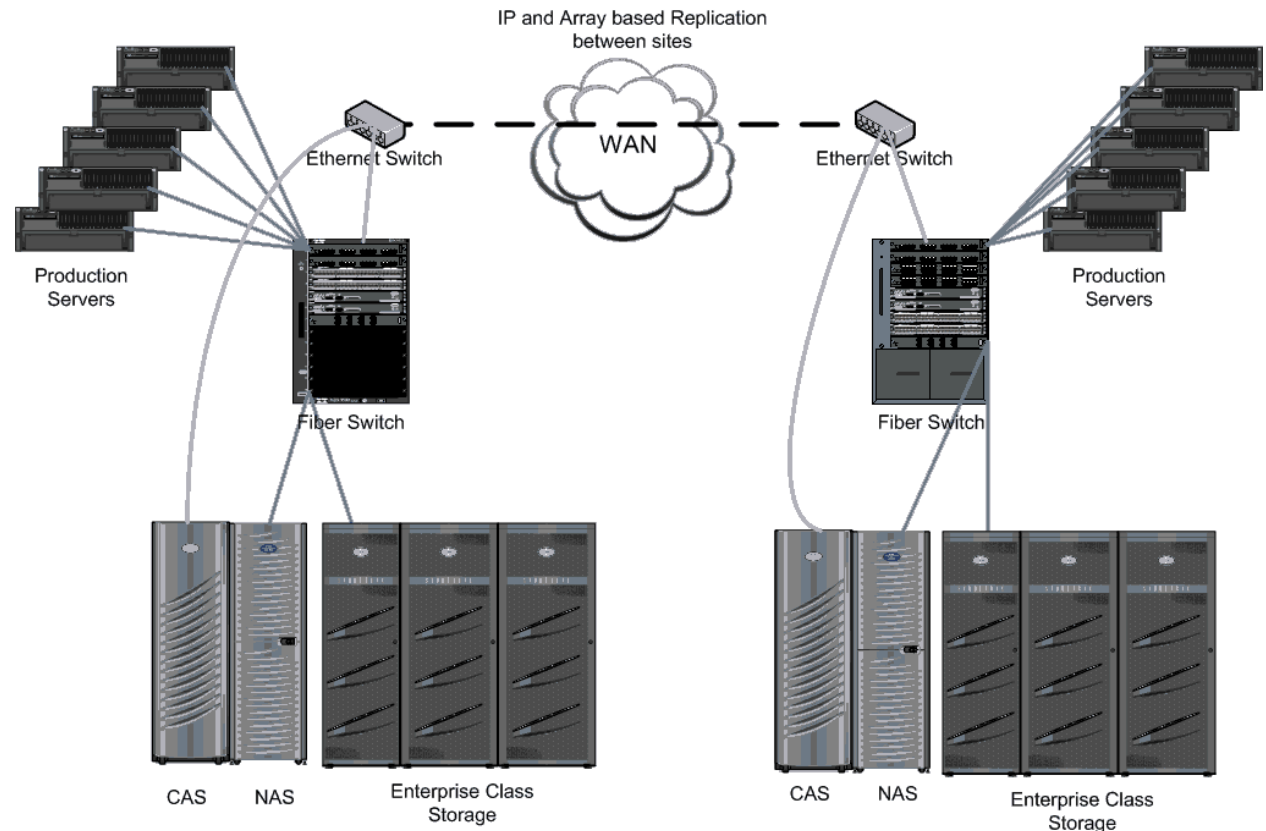 IP and Array based Replication
between sites
WAN
Ethernet Switch
Ethernet Switch
Production
Servers
Production
Servers
Fiber Switch
Fiber Switch
CAS
NAS
Enterprise Class
Storage
CAS
NAS
Enterprise Class
Storage